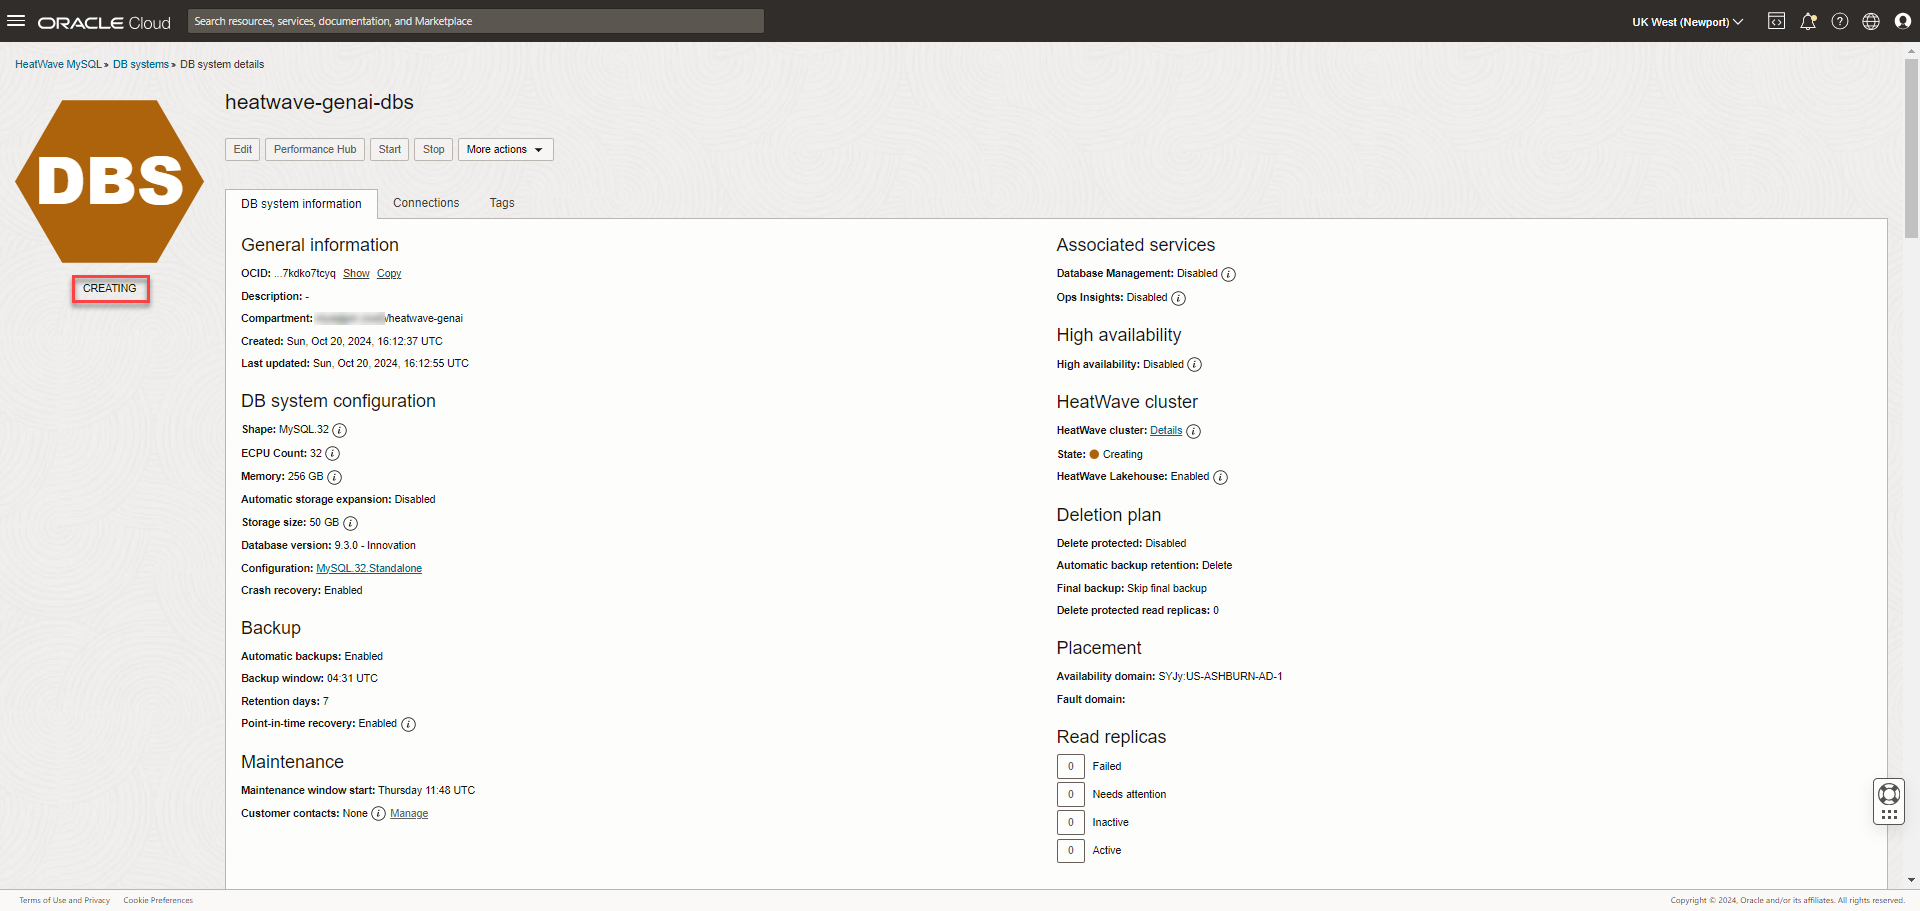 ORACLE Cloud
Search resources, services, documentation, and Marketplace
UK West (Newport)
HeatWave MySQL » DB systems » DB system details
DBS
CREATING
heatwave-genai-dbs
Edit
Performance Hub
Start
Stop
More actions
DB system information
Connections
Tags
General information
OCID: ...7kdko7tcyq Show Copy
Description: -
Compartment: /heatwave-genai
Created: Sun, Oct 20, 2024, 16:12:37 UTC
Last updated: Sun, Oct 20, 2024, 16:12:55 UTC
DB system configuration
Shape: MySQL.32
ECPU Count: 32
Memory: 256 GB
Automatic storage expansion: Disabled
Storage size: 50 GB
Database version: 9.3.0 - Innovation
Configuration: MySQL.32.Standalone
Crash recovery: Enabled
Backup
Automatic backups: Enabled
Backup window: 04:31 UTC
Retention days: 7
Point-in-time recovery: Enabled
Maintenance
Maintenance window start: Thursday 11:48 UTC
Customer contacts: None Manage
Associated services
Database Management: Disabled
Ops Insights: Disabled
High availability
High availability: Disabled
HeatWave cluster
HeatWave cluster: Details
State: Creating
HeatWave Lakehouse: Enabled
Deletion plan
Delete protected: Disabled
Automatic backup retention: Delete
Final backup: Skip final backup
Delete protected read replicas: 0
Placement
Availability domain: SYJy:US-ASHBURN-AD-1
Fault domain:
Read replicas
0 Failed
0 Needs attention
0 Inactive
0 Active
Terms of Use and Privacy
Cookie Preferences
Copyright © 2024, Oracle and/or its affiliates. All rights reserved.